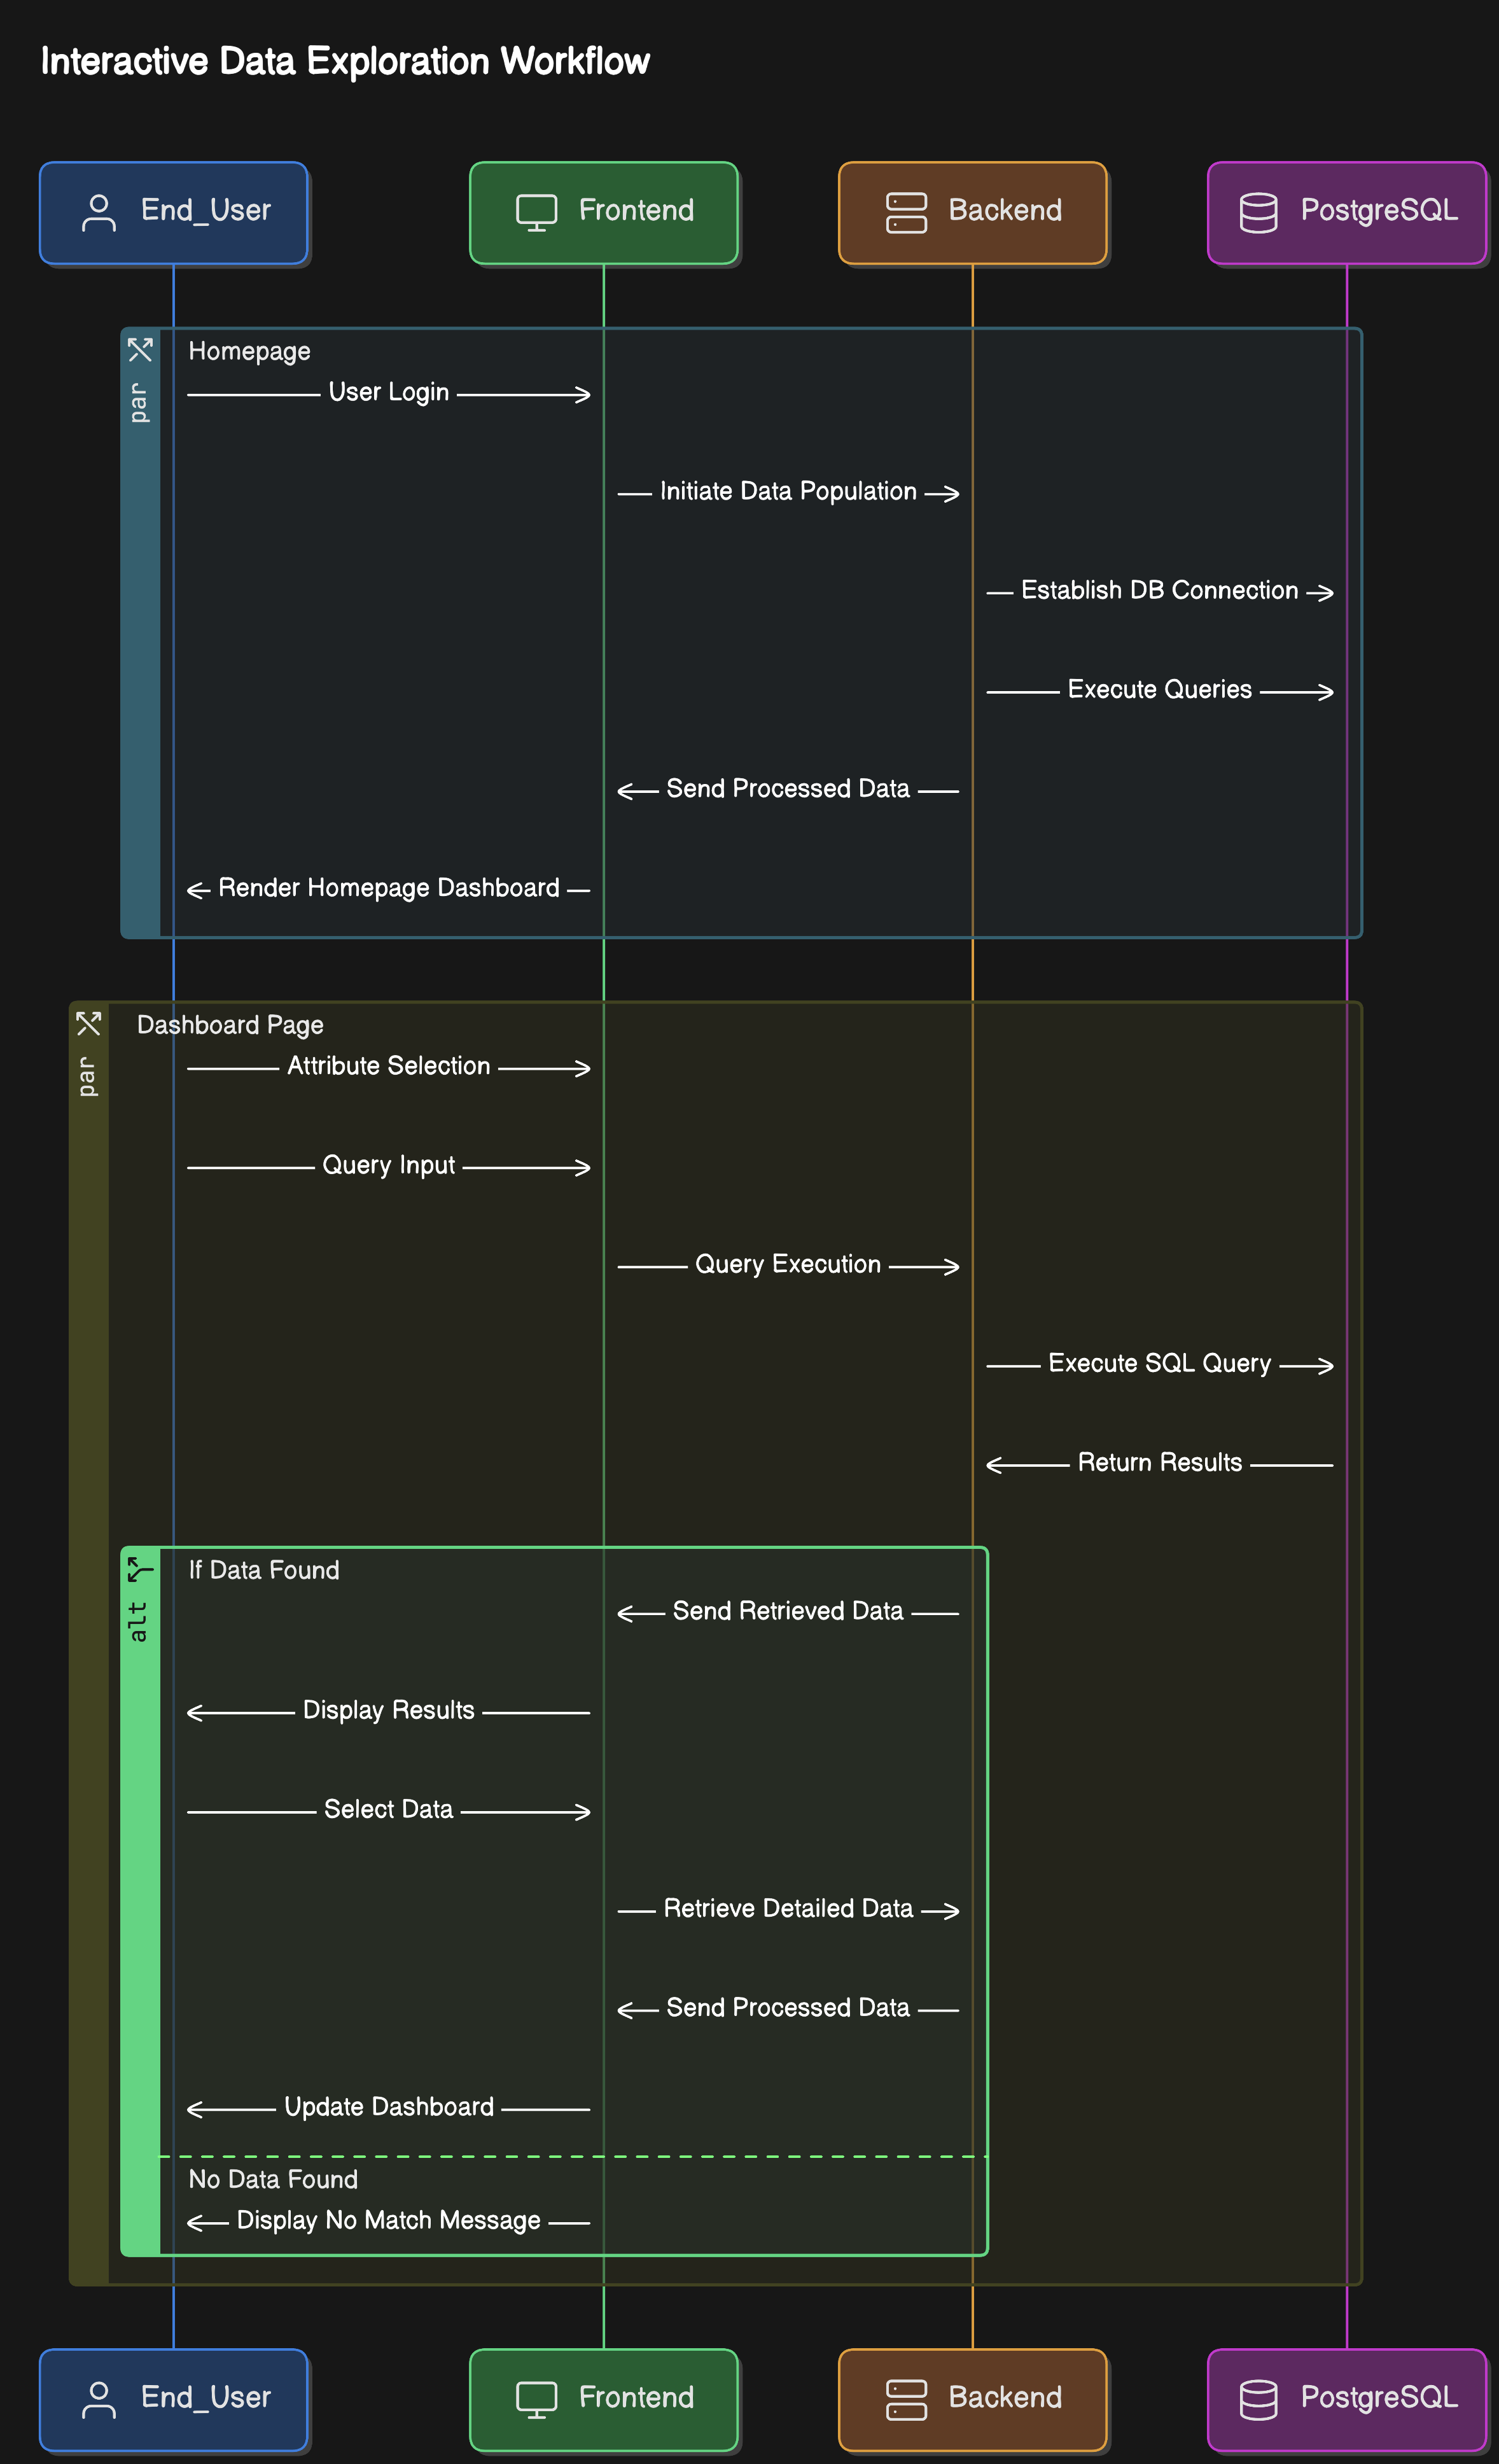 Interactive Data Exploration Workflow
End_User
Frontend
Backend
PostgreSQL
par
Homepage
User Login
Initiate Data Population
Establish DB Connection
Execute Queries
Send Processed Data
Render Homepage Dashboard
par
Dashboard Page
Attribute Selection
Query Input
Query Execution
Execute SQL Query
Return Results
alt
If Data Found
Send Retrieved Data
Display Results
Select Data
Retrieve Detailed Data
Send Processed Data
Update Dashboard
No Data Found
Display No Match Message
End_User
Frontend
Backend
PostgreSQL